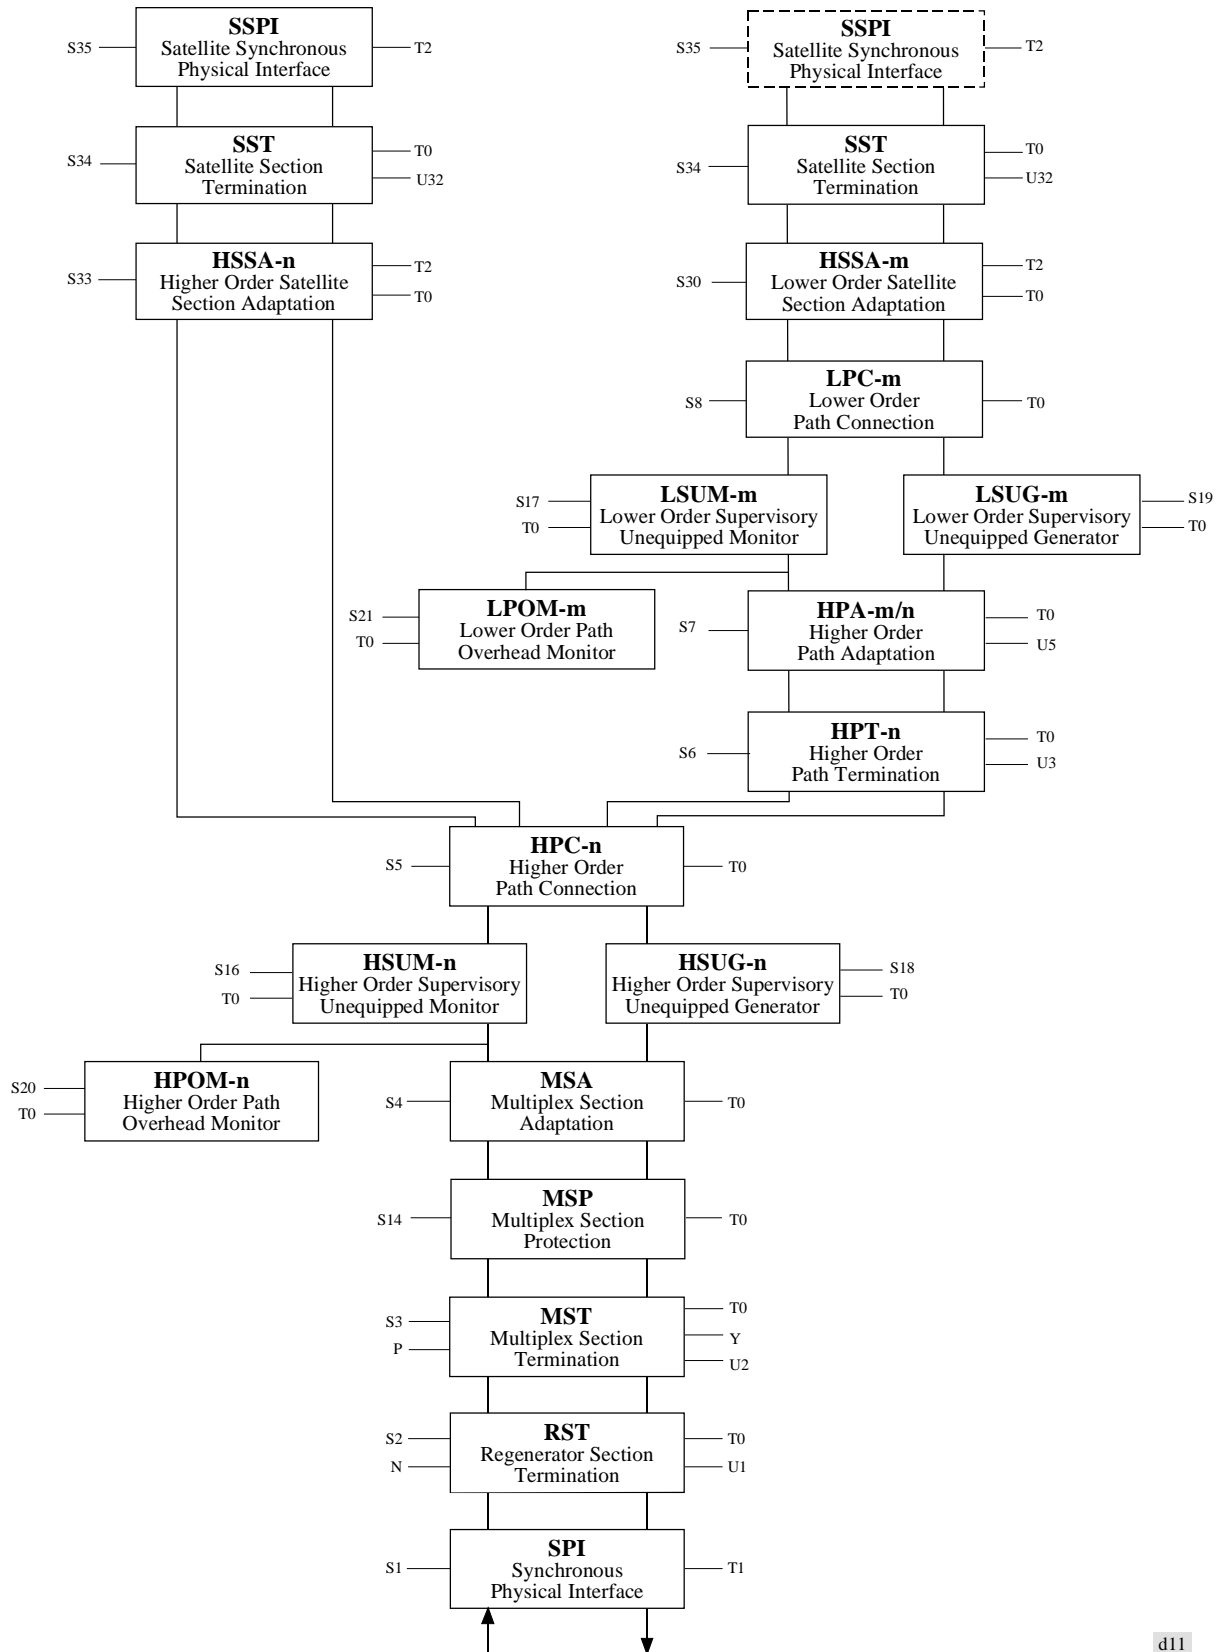 SSPI
Satellite Synchronous
Physical Interface
S35
T2
SSPI
Satellite Synchronous
Physical Interface
S35
T2
SST
Satellite Section
Termination
S34
T0
U32
SST
Satellite Section
Termination
S34
T0
U32
HSSA-n
Higher Order Satellite
Section Adaptation
S33
T2
T0
HSSA-m
Lower Order Satellite
Section Adaptation
S30
T2
T0
LPC-m
Lower Order
Path Connection
S8
T0
LSUM-m
Lower Order Supervisory
Unequipped Monitor
S17
T0
LSUG-m
Lower Order Supervisory
Unequipped Generator
S19
T0
LPOM-m
Lower Order Path
Overhead Monitor
S21
T0
HPA-m/n
Higher Order
Path Adaptation
S7
T0
U5
HPT-n
Higher Order
Path Termination
S6
T0
U3
HPC-n
Higher Order
Path Connection
S5
T0
HSUM-n
Higher Order Supervisory
Unequipped Monitor
S16
T0
HSUG-n
Higher Order Supervisory
Unequipped Generator
S18
T0
HPOM-n
Higher Order Path
Overhead Monitor
S20
T0
MSA
Multiplex Section
Adaptation
S4
T0
MSP
Multiplex Section
Protection
S14
T0
MST
Multiplex Section
Termination
S3
P
T0
Y
U2
RST
Regenerator Section
Termination
S2
N
T0
U1
SPI
Synchronous
Physical Interface
S1
T1
d11